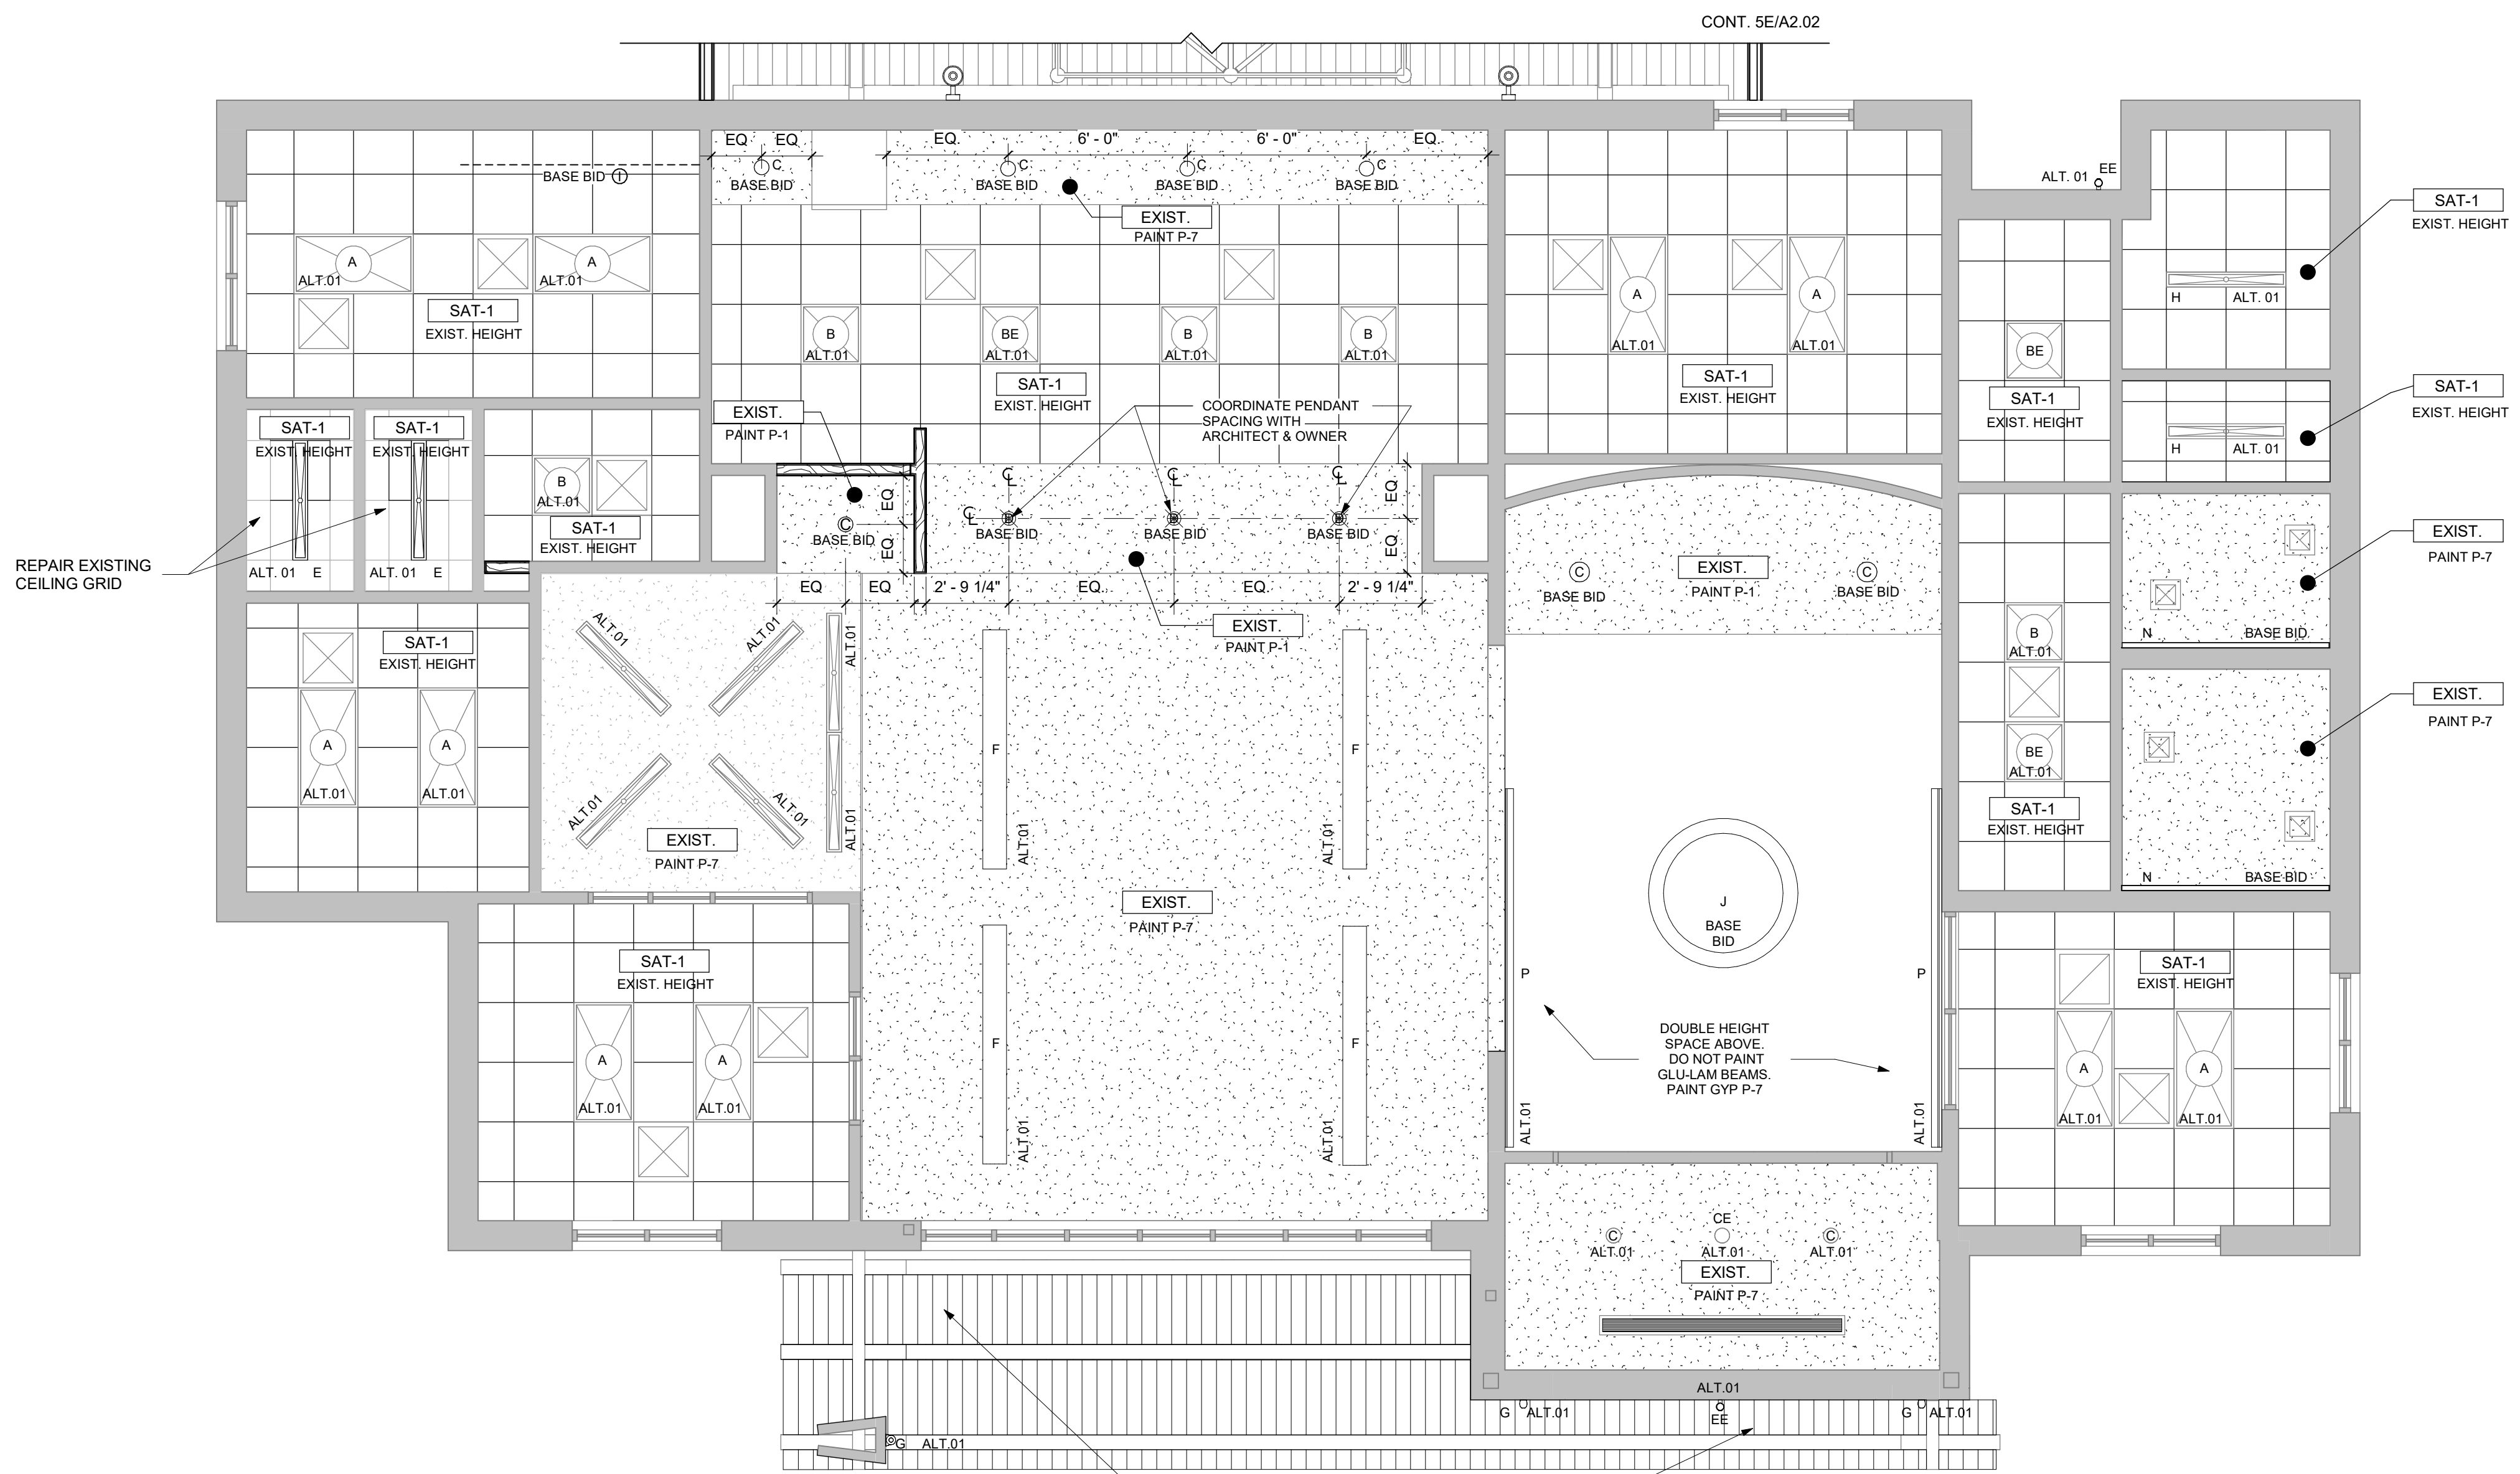 CONT. 5E/A2.02
EQ
EQ
EQ.
6' - 0"
6' - 0"
EQ.
C
C
C
C
BASE BID
BASE BID
BASE BID
BASE BID
BASE BID
EXIST.
PAINT P-7
ALT. 01
EE
SAT-1
EXIST. HEIGHT
A
ALT.01
A
ALT.01
SAT-1
EXIST. HEIGHT
B
ALT.01
BE
ALT.01
B
ALT.01
B
ALT.01
SAT-1
EXIST. HEIGHT
A
ALT.01
A
ALT.01
SAT-1
EXIST. HEIGHT
BE
SAT-1
EXIST. HEIGHT
H
ALT. 01
SAT-1
EXIST. HEIGHT
H
ALT. 01
SAT-1
EXIST. HEIGHT
SAT-1
EXIST. HEIGHT
B
ALT.01
SAT-1
EXIST. HEIGHT
EXIST.
PAINT P-1
COORDINATE PENDANT
SPACING WITH
ARCHITECT & OWNER
REPAIR EXISTING
CEILING GRID
ALT. 01
E
ALT. 01
E
C
BASE BID
EQ
EQ
CL
CL
CL
CL
BASE BID
BASE BID
BASE BID
EQ
EQ
EQ
EQ
2' - 9 1/4"
EQ.
EQ.
2' - 9 1/4"
EXIST.
PAINT P-1
C
BASE BID
EXIST.
PAINT P-1
C
BASE BID
EXIST.
PAINT P-7
N
BASE BID
EXIST.
PAINT P-7
N
BASE BID
SAT-1
EXIST. HEIGHT
A
ALT.01
A
ALT.01
ALT.01
ALT.01
ALT.01
ALT.01
ALT.01
ALT.01
EXIST.
PAINT P-7
F
ALT.01
F
ALT.01
EXIST.
PAINT P-7
F
ALT.01
F
ALT.01
B
ALT.01
BE
ALT.01
SAT-1
EXIST. HEIGHT
J
BASE
BID
P
P
DOUBLE HEIGHT
SPACE ABOVE.
DO NOT PAINT
GLU-LAM BEAMS.
PAINT GYP P-7
ALT.01
ALT.01
SAT-1
EXIST. HEIGHT
A
ALT.01
A
ALT.01
SAT-1
EXIST. HEIGHT
A
ALT.01
A
ALT.01
C
ALT.01
CE
ALT.01
C
ALT.01
EXIST.
PAINT P-7
ALT.01
G
ALT.01
EE
G
ALT.01
G
ALT.01